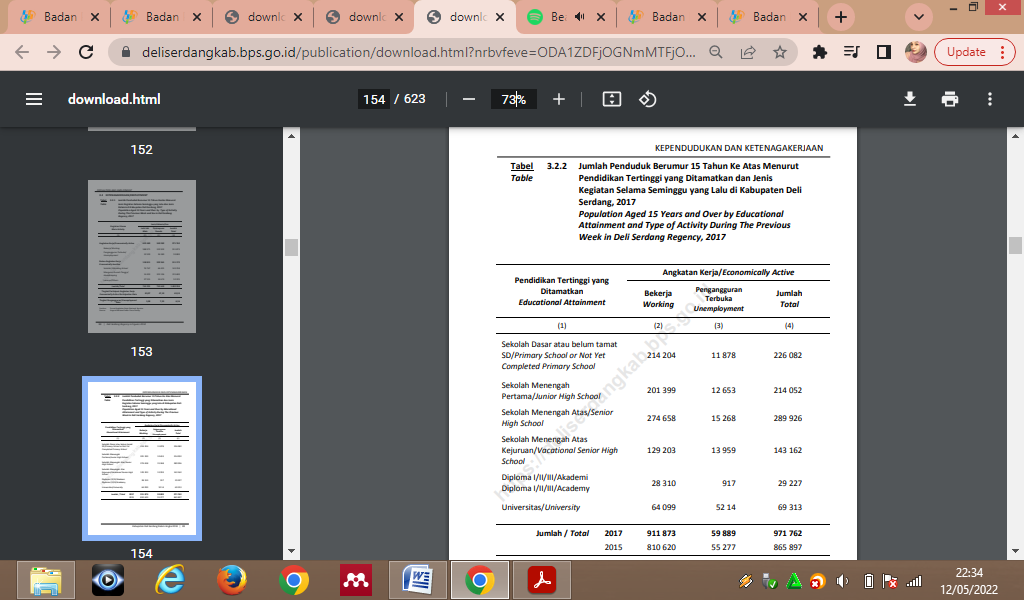 Badan
Badan
downlo
downlo
downlo
Bea
Badan
Badan
deliserdangkab.bps.go.id/publication/download.html?nrbvfeve=ODA1ZDFjOGNmMTFjO...
Update
download.html
154 / 623
73%
152
153
154
KEPENDUDUKAN DAN KETENAGAKERJAAN
Tabel 3.2.2 Jumlah Penduduk Berumur 15 Tahun Ke Atas Menurut
Table Pendidikan Tertinggi yang Ditamatkan dan Jenis
Kegiatan Selama Seminggu yang Lalu di Kabupaten Deli
Serdang, 2017
Population Aged 15 Years and Over by Educational
Attainment and Type of Activity During The Previous
Week in Deli Serdang Regency, 2017
Pendidikan Tertinggi yang
Ditamatkan
Educational Attainment
Angkatan Kerja/Economically Active
Bekerja
Working
Pengangguran
Terbuka
Unemployment
Jumlah
Total
(1) (2) (3) (4)
Sekolah Dasar atau belum tamat
SD/Primary School or Not Yet 214 204 11 878 226 082
Completed Primary School
Sekolah Menengah
Pertama/Junior High School 201 399 12 653 214 052
Sekolah Menengah Atas/Senior
High School 274 658 15 268 289 926
Sekolah Menengah Atas
Kejuruan/Vacational Senior High 129 203 13 959 143 162
School
Diploma I/II/III/Akademi
Diploma I/II/III/Academy 28 310 917 29 227
Universitas/University 64 099 52 14 69 313
Jumlah / Total 2017 911 873 59 889 971 762
2015 810 620 55 277 865 897
https://deliserdangkab.bps.go.id
22:34
12/05/2022